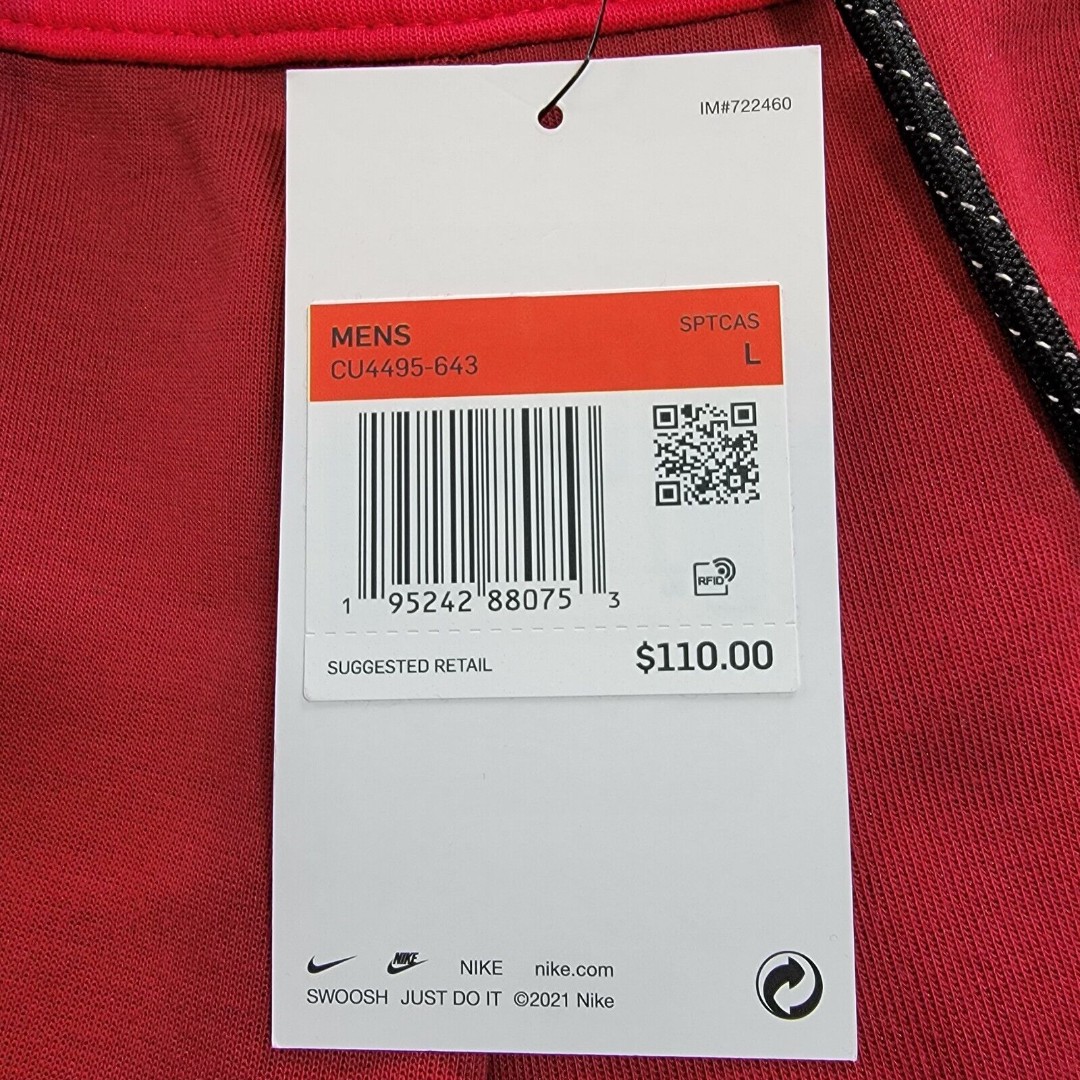 IM#722460
MENS
SPTCAS
CU4495-643
L
RFID
1 95242 88075 3
SUGGESTED RETAIL
$110.00
NIKE NIKE nike.com
SWOOSH JUST DO IT ©2021 Nike